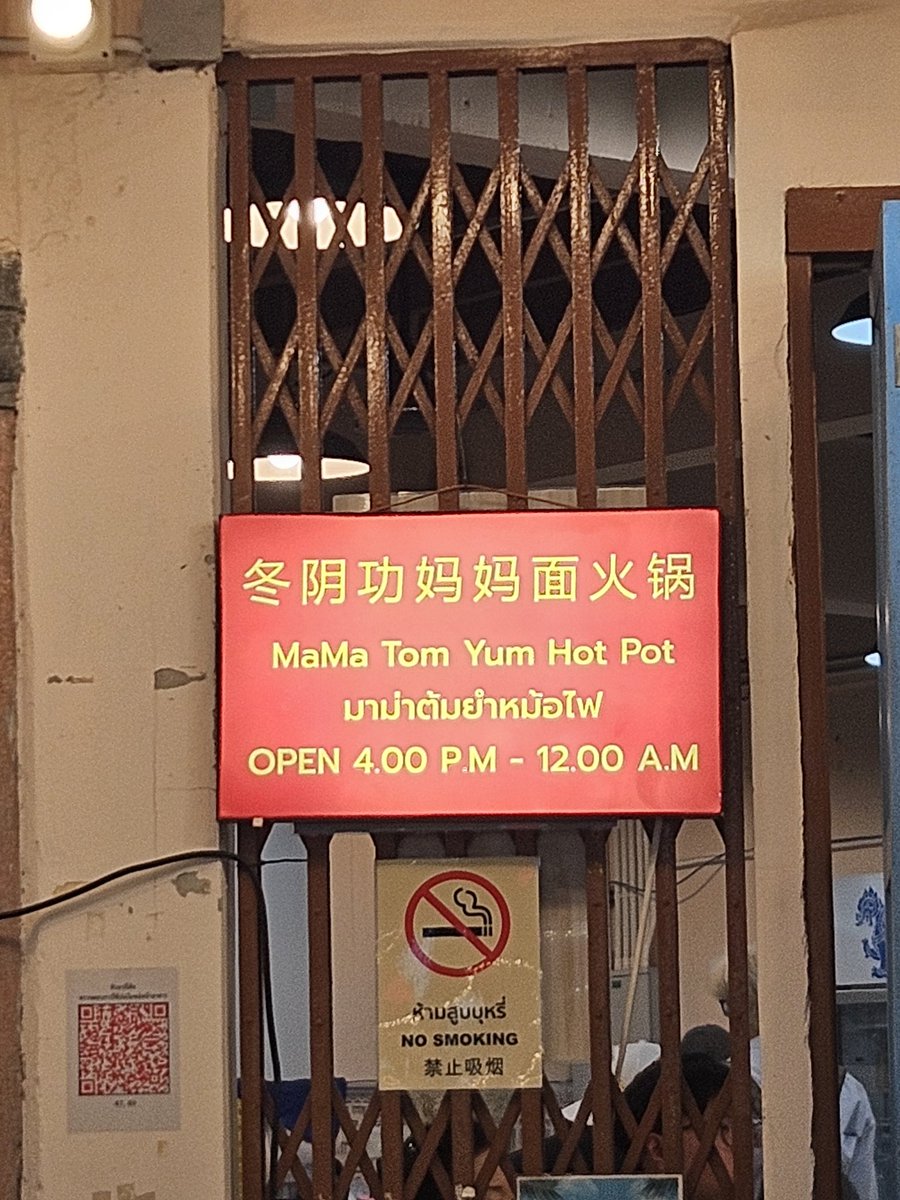 冬阴功妈妈面火锅
MaMa Tom Yum Hot Pot
มาม่าต้มยำหม้อไฟ
OPEN 4.00 P.M - 12.00 A.M
ห้ามสูบบุหรี่
NO SMOKING
禁止吸烟